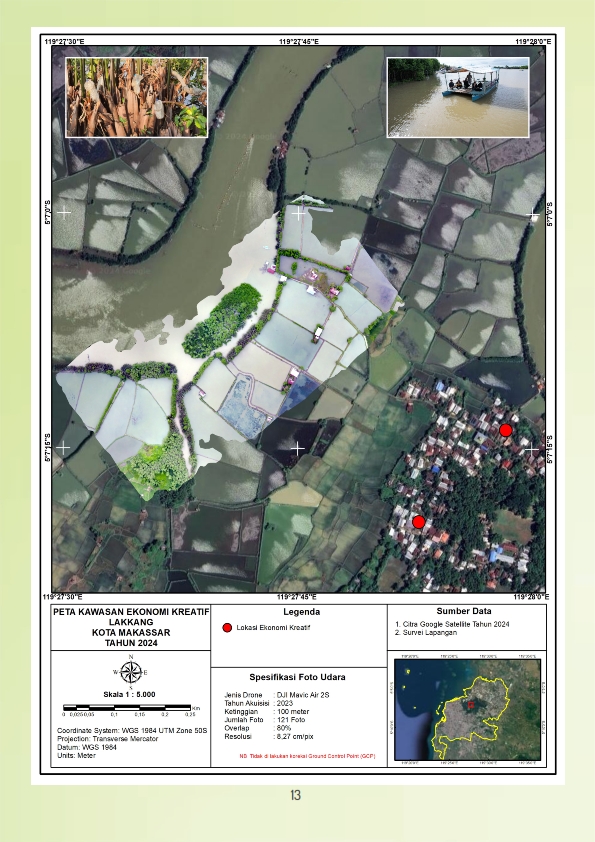 119°27'30"E 119°27'45"E 119°28'0"E
5°7'0"S 5°7'0"S
5°7'15"S 5°7'15"S
119°27'30"E 119°27'45"E 119°28'0"E
PETA KAWASAN EKONOMI KREATIF
LAKKANG
KOTA MAKASSAR
TAHUN 2024
N
W E
S
Skala 1 : 5.000
0 0,0250,05 0,1 0,15 0,2 0,25 Km
Coordinate System: WGS 1984 UTM Zone 50S
Projection: Transverse Mercator
Datum: WGS 1984
Units: Meter
Legenda
Lokasi Ekonomi Kreatif
Spesifikasi Foto Udara
Jenis Drone : DJI Mavic Air 2S
Tahun Akuisisi : 2023
Ketinggian : 100 meter
Jumlah Foto : 121 Foto
Overlap : 80%
Resolusi : 8,27 cm/pix
NB: Tidak di lakukan koreksi Ground Control Point (GCP)
Sumber Data
1. Citra Google Satellite Tahun 2024
2. Survei Lapangan
13